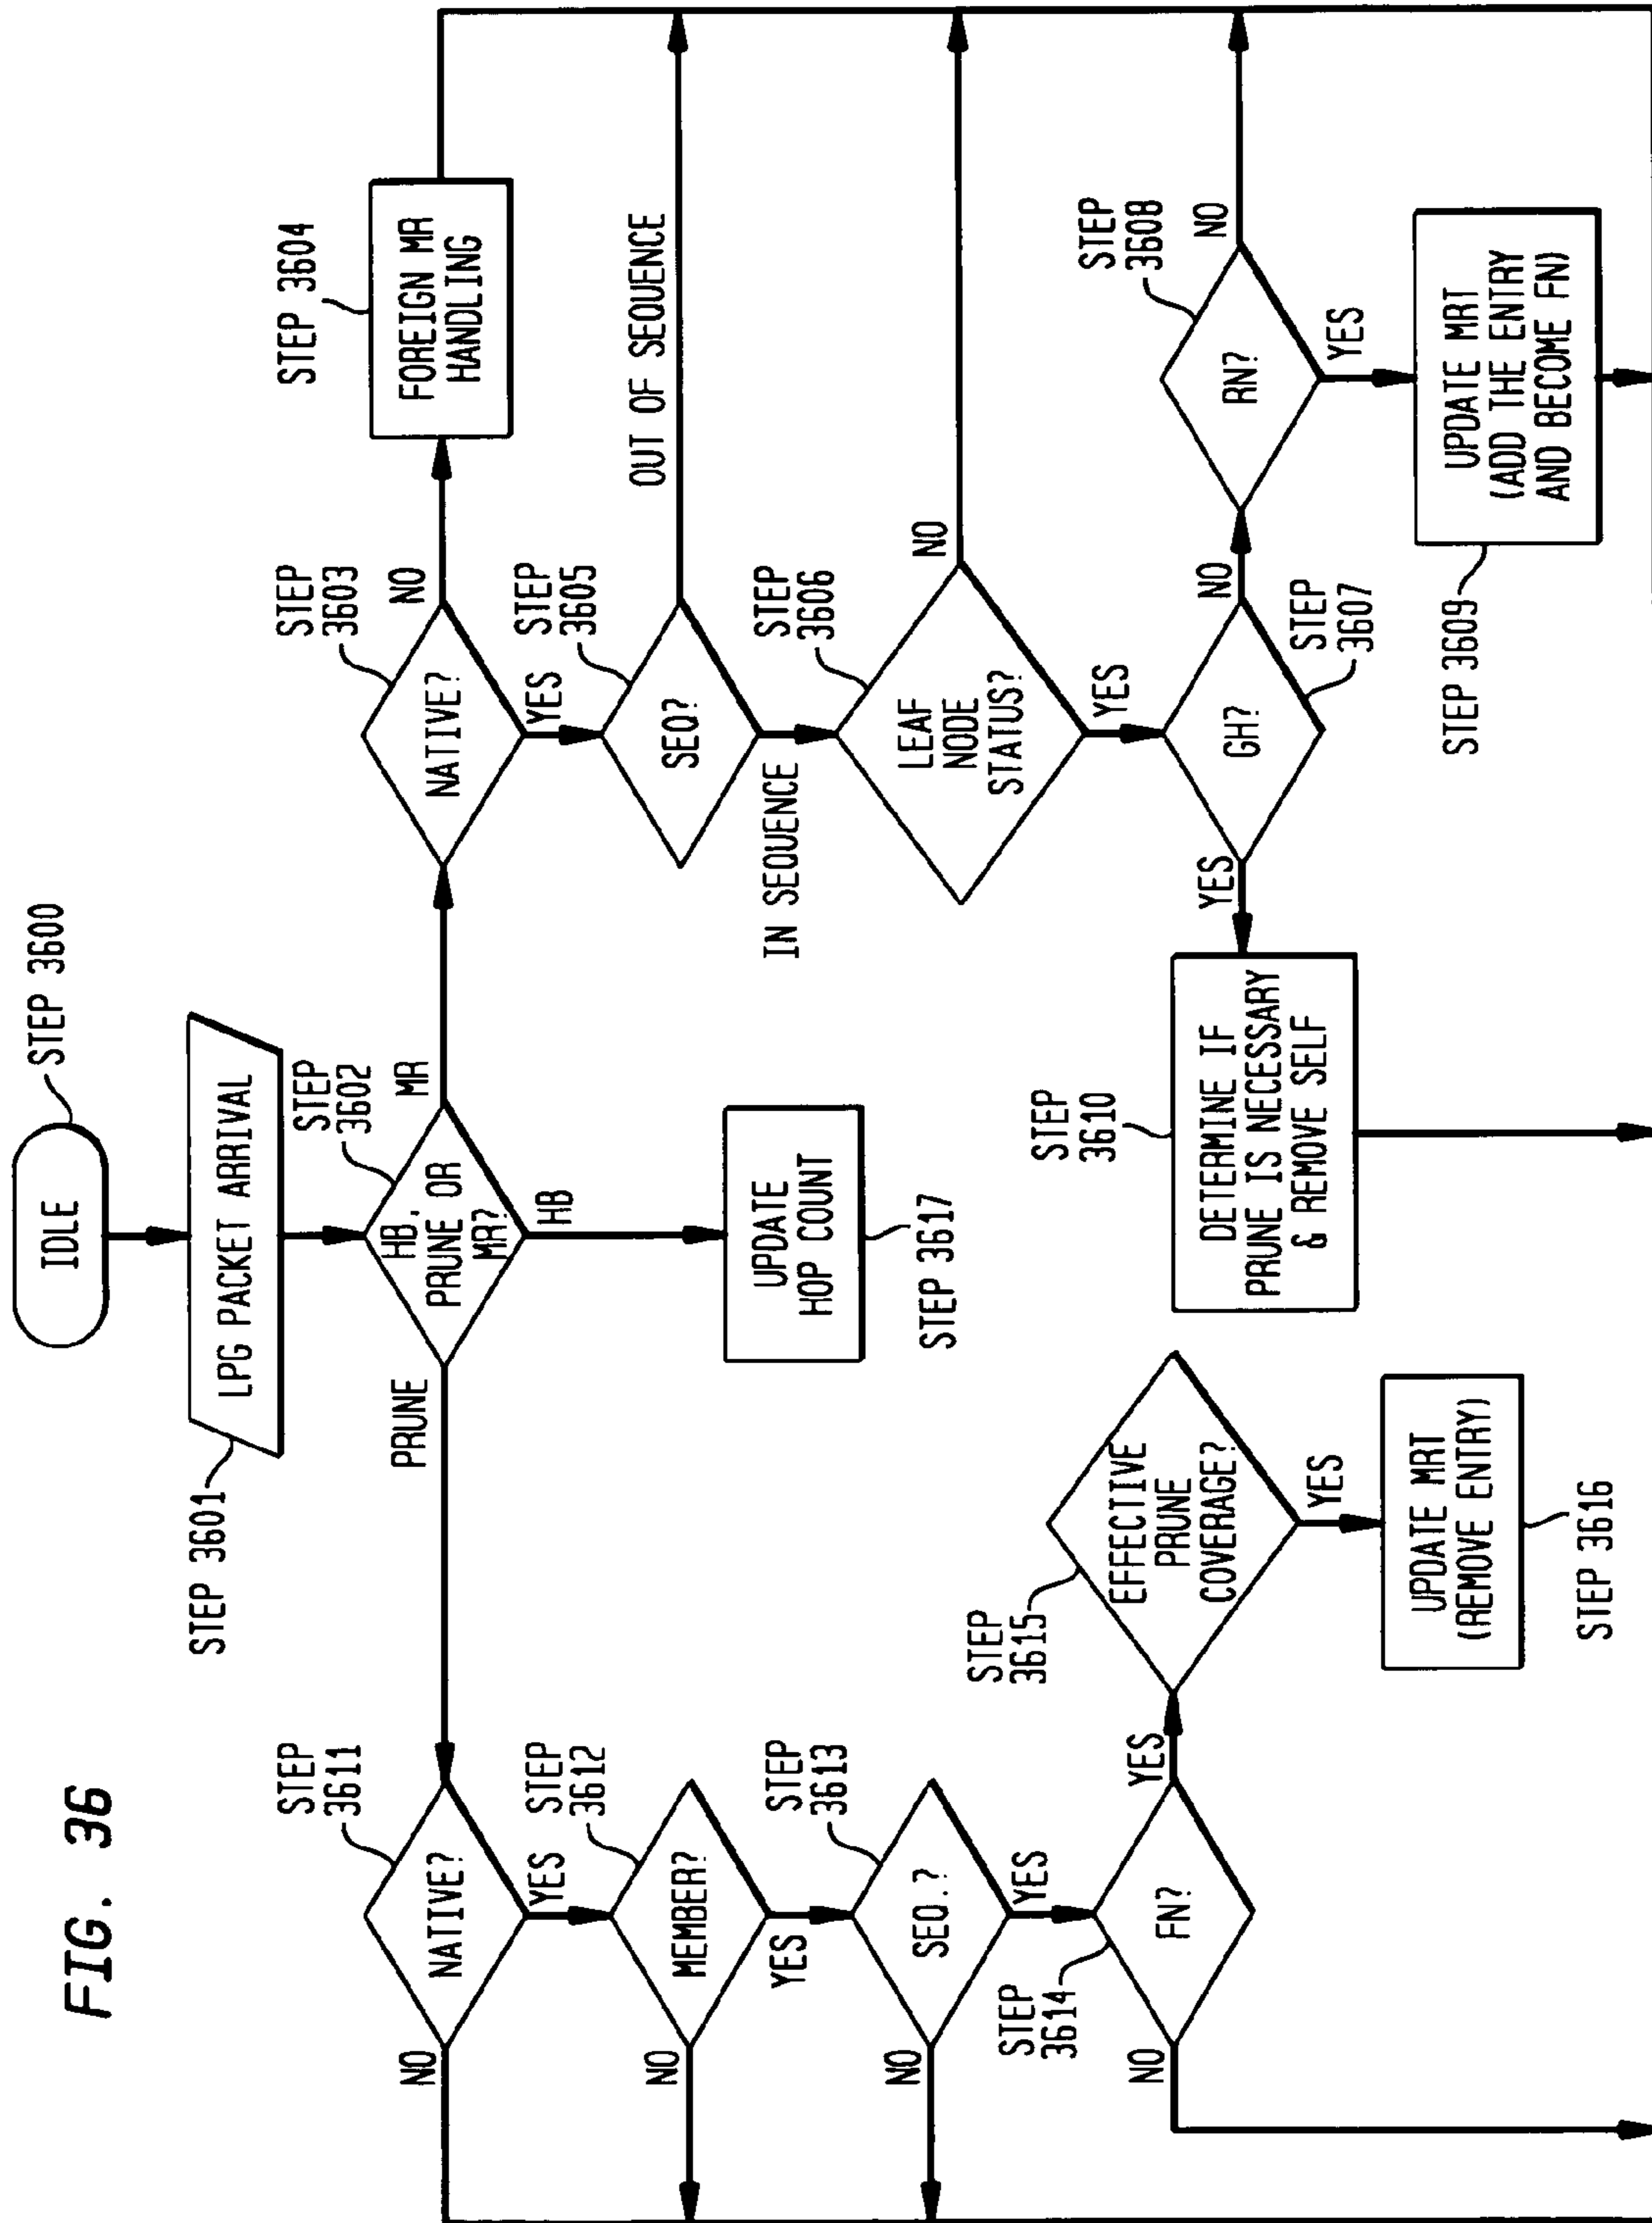 FIG. 36
IDLE
STEP 3600
LPG PACKET ARRIVAL
STEP 3601
HB,
PRUNE OR
MR?
STEP
3602
PRUNE
MR
HB
UPDATE
HOP COUNT
STEP 3617
NATIVE?
STEP
3603
NO
YES
FOREIGN MR
HANDLING
STEP 3604
SEQ?
STEP
3605
OUT OF SEQUENCE
IN SEQUENCE
LEAF
NODE
STATUS?
STEP
3606
NO
YES
GH?
STEP
3607
NO
YES
RN?
STEP
3608
NO
YES
UPDATE MRT
(ADD THE ENTRY
AND BECOME FN)
STEP 3609
DETERMINE IF
PRUNE IS NECESSARY
& REMOVE SELF
STEP
3610
NATIVE?
STEP
3611
NO
YES
MEMBER?
STEP
3612
NO
YES
SEQ.?
STEP
3613
NO
YES
FN?
STEP
3614
NO
YES
EFFECTIVE
PRUNE
COVERAGE?
STEP
3615
YES
UPDATE MRT
(REMOVE ENTRY)
STEP 3616